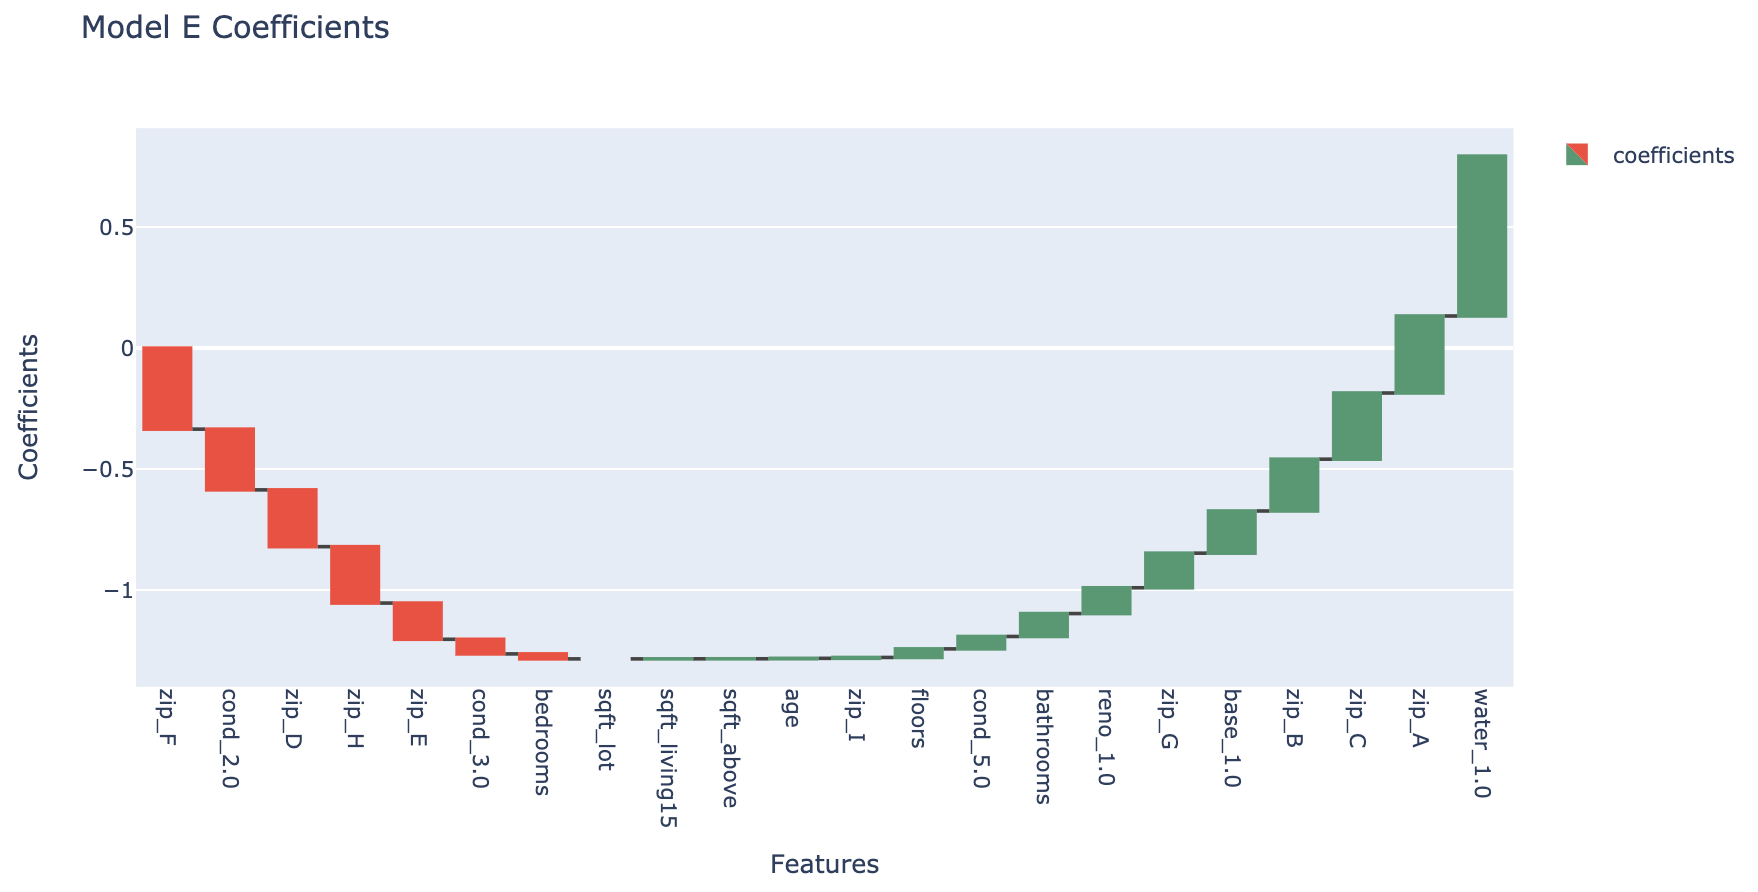 Model E Coefficients
coefficients
0.5
0
−0.5
−1
Coefficients
zip_F
cond_2.0
zip_D
zip_H
zip_E
cond_3.0
bedrooms
sqft_lot
sqft_living15
sqft_above
age
zip_I
floors
cond_5.0
bathrooms
reno_1.0
zip_G
base_1.0
zip_B
zip_C
zip_A
water_1.0
Features